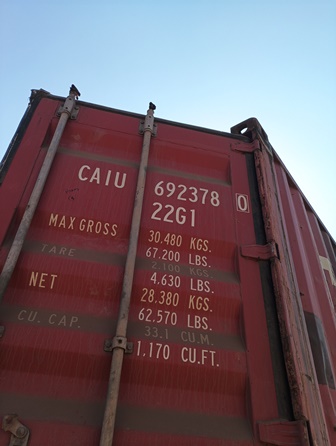 CAIU 692378 0
22G1
MAX GROSS 30.480 KGS.
67.200 LBS.
TARE 2.100 KGS.
4.630 LBS.
NET 28.380 KGS.
62.570 LBS.
CU. CAP. 33.1 CU.M.
1.170 CU.FT.